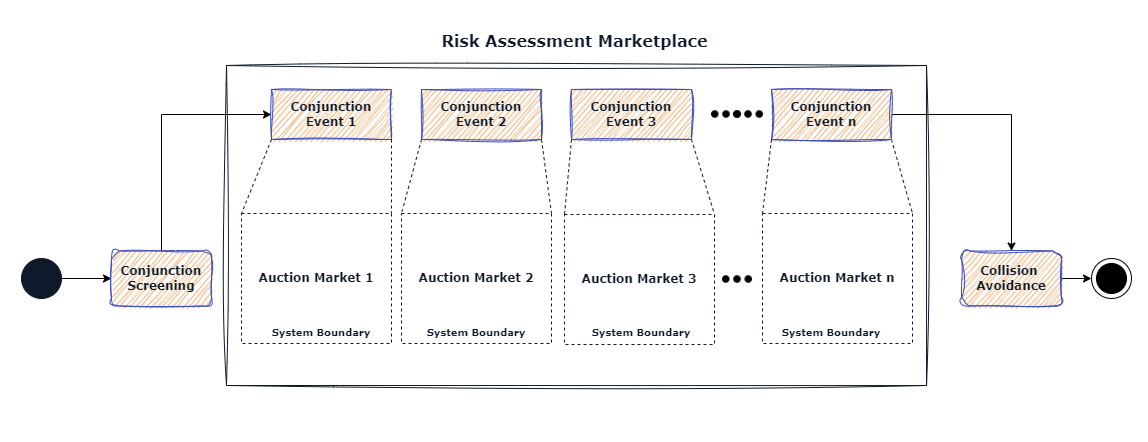 Risk Assessment Marketplace
Conjunction
Event 1
Conjunction
Event 2
Conjunction
Event 3
Conjunction
Event n
Conjunction
Screening
Auction Market 1
Auction Market 2
Auction Market 3
Auction Market n
Collision
Avoidance
System Boundary
System Boundary
System Boundary
System Boundary